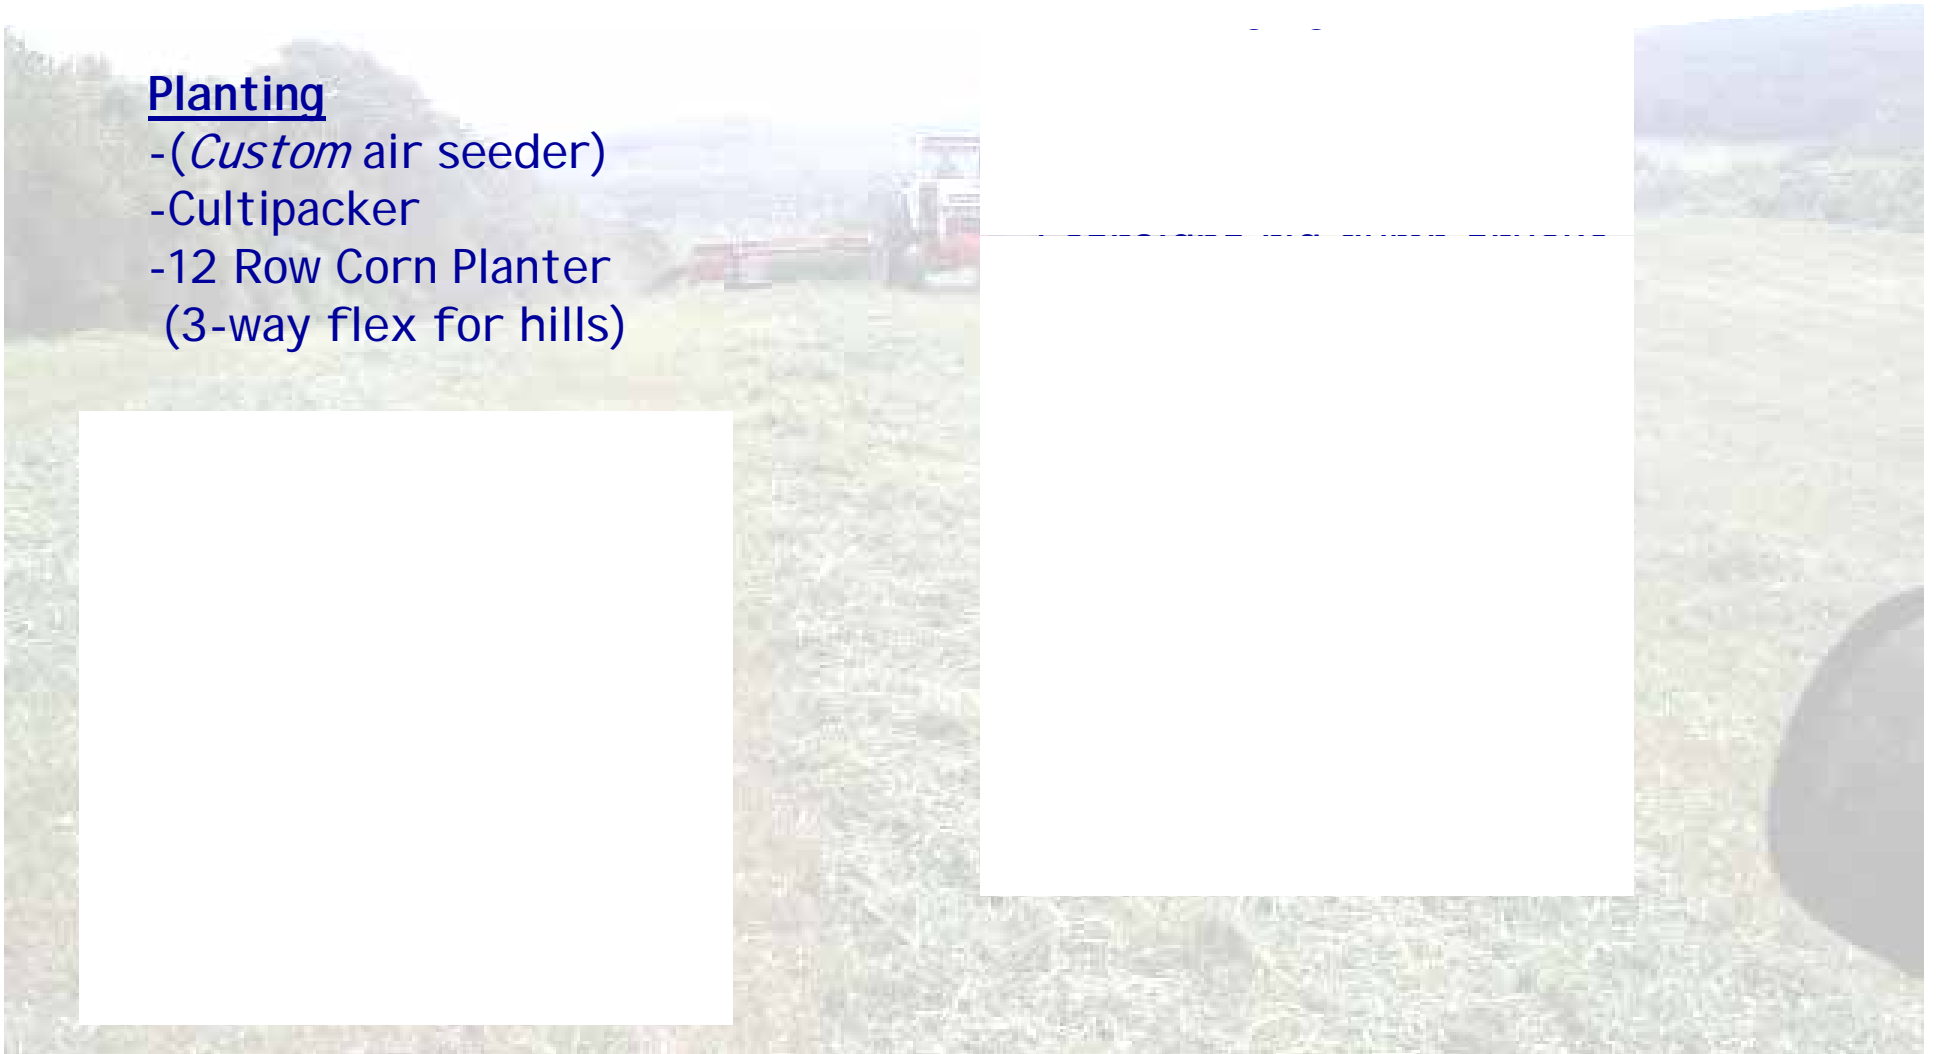 Planting
-(Custom air seeder)
-Cultipacker
-12 Row Corn Planter
(3-way flex for hills)